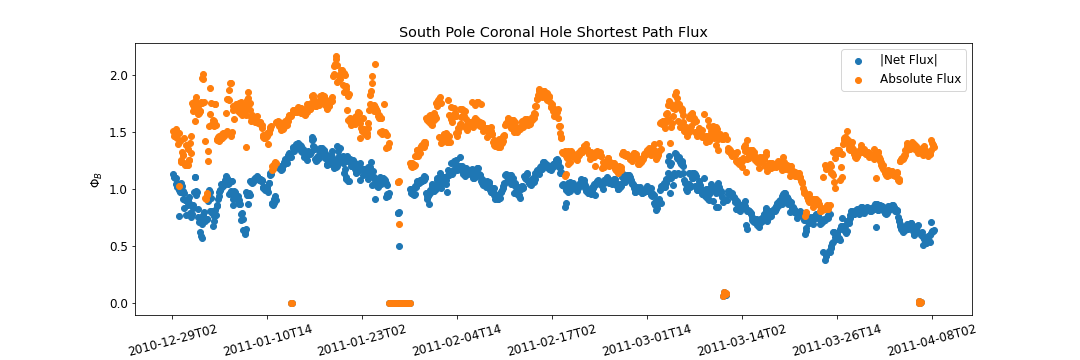 South Pole Coronal Hole Shortest Path Flux
|Net Flux|
Absolute Flux
2.0
1.5
1.0
0.5
0.0
Φ_B
2010-12-29T02
2011-01-10T14
2011-01-23T02
2011-02-04T14
2011-02-17T02
2011-03-01T14
2011-03-14T02
2011-03-26T14
2011-04-08T02